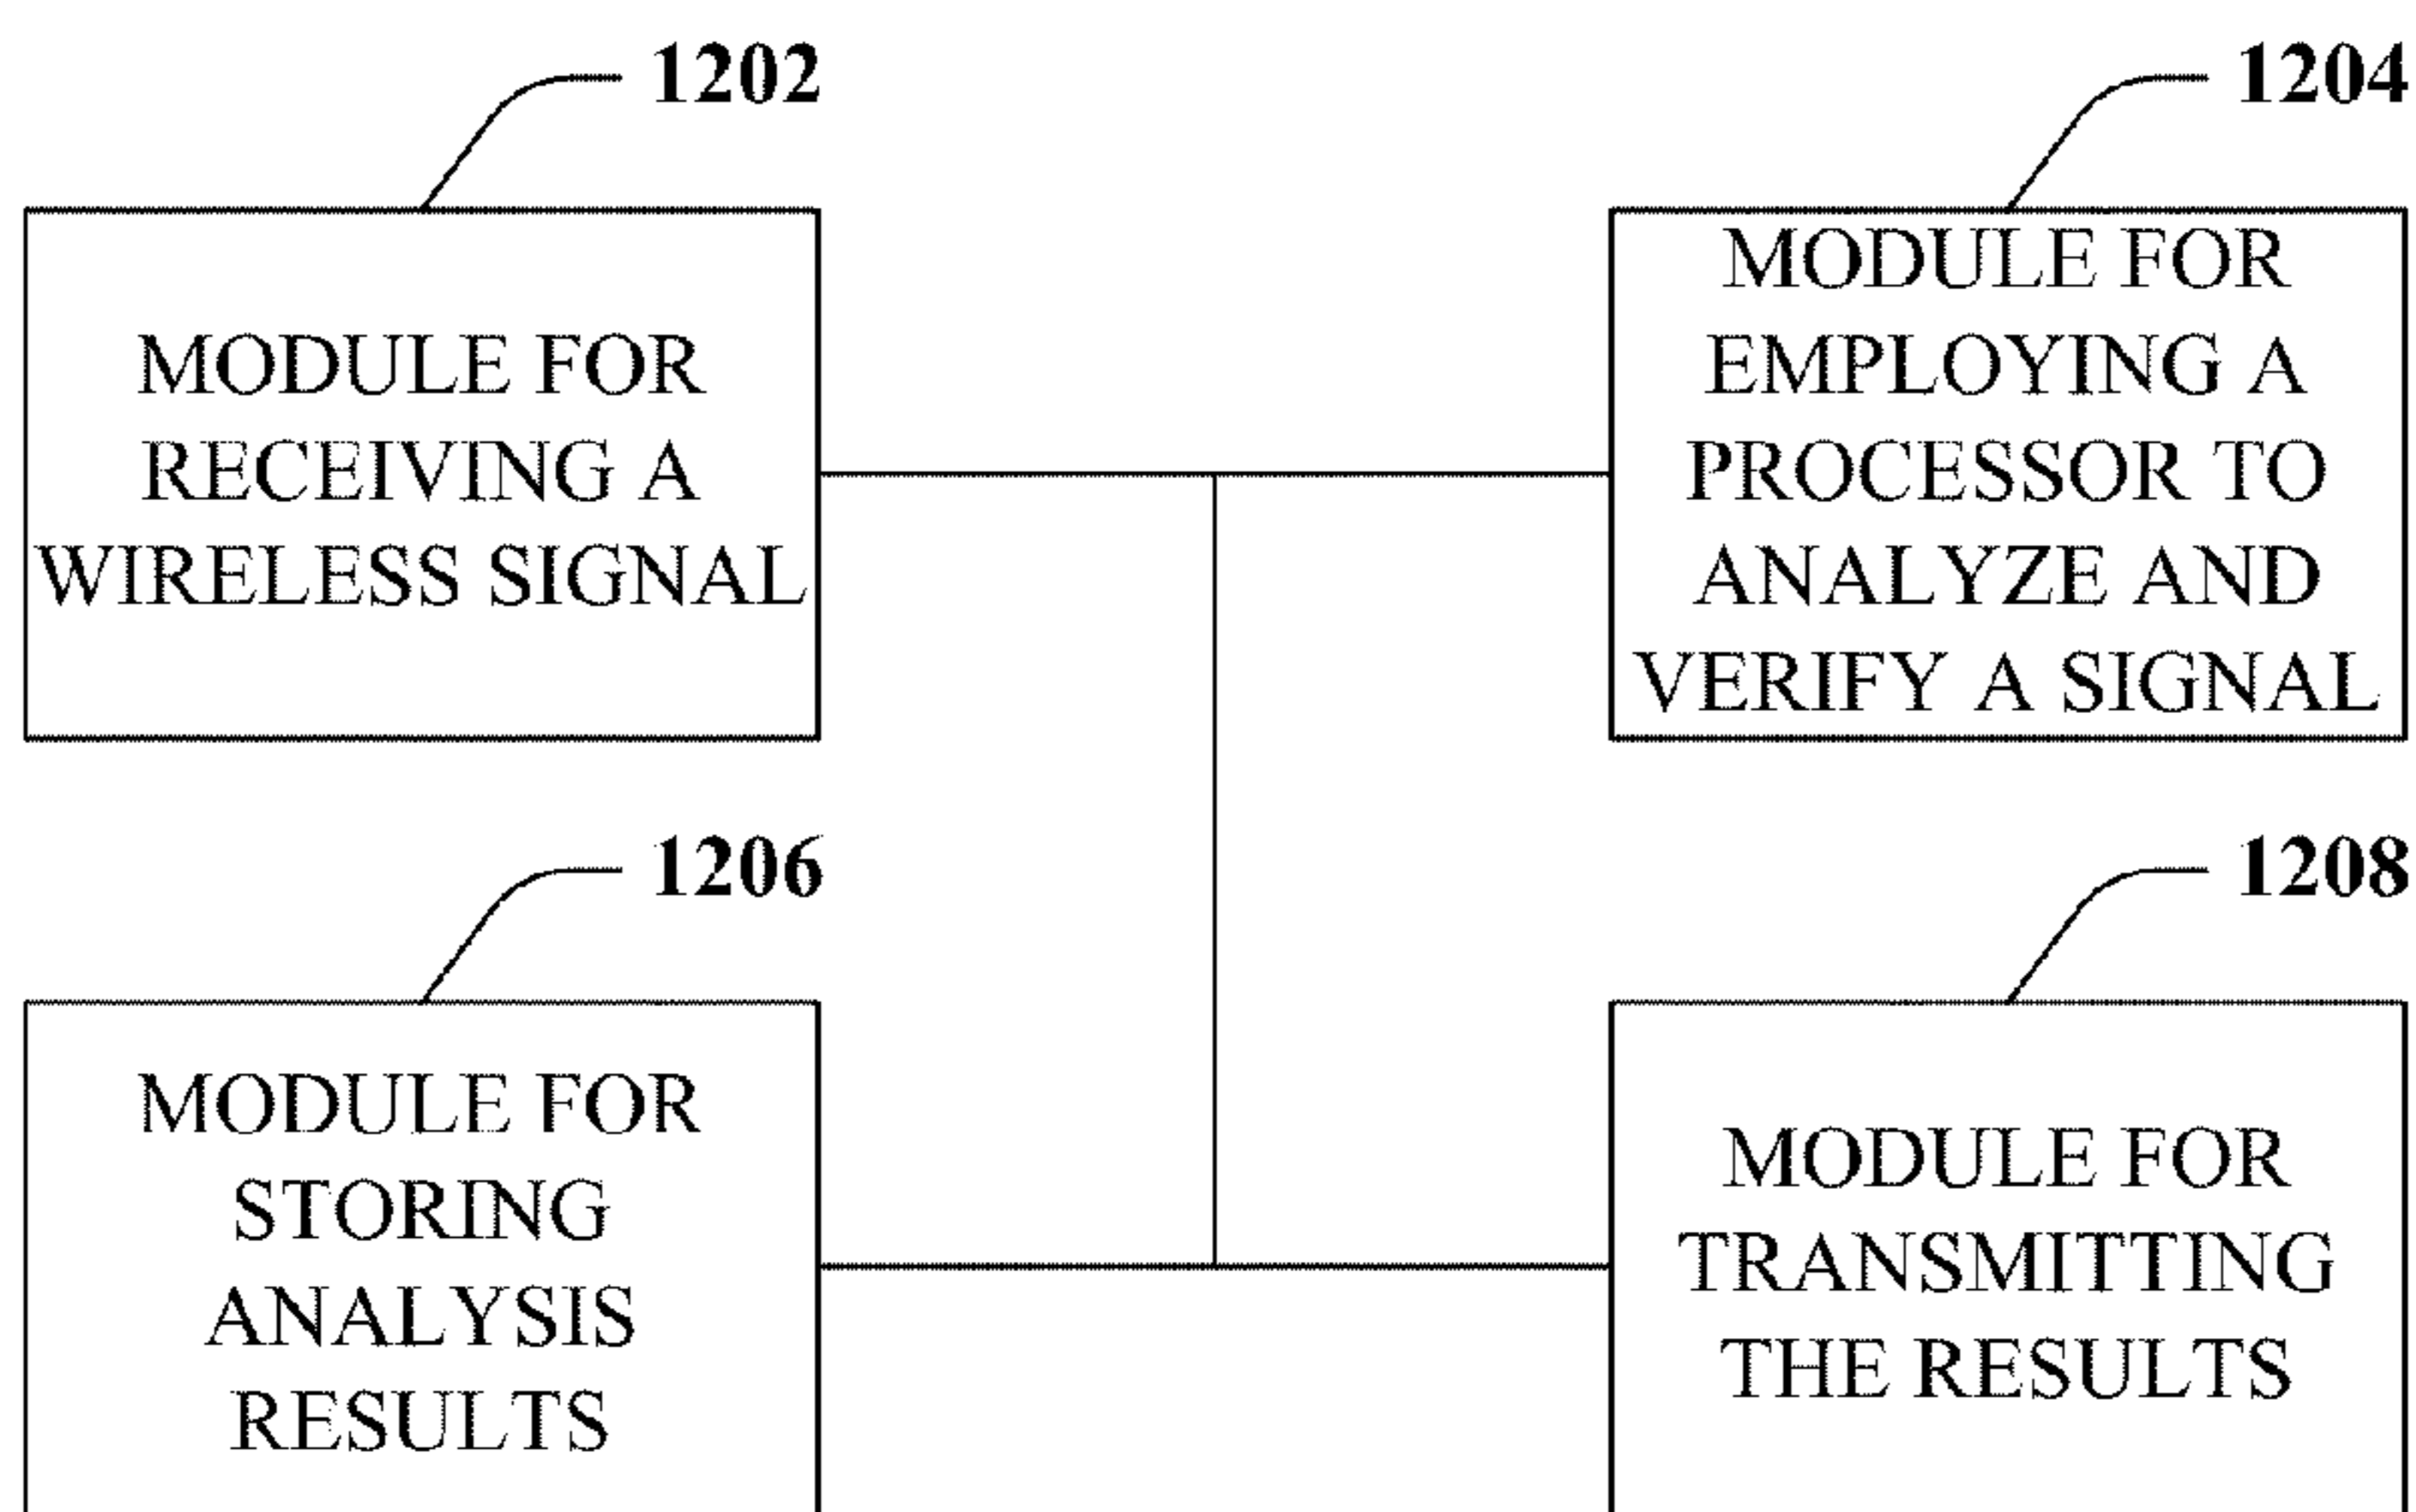 1202
MODULE FOR
RECEIVING A
WIRELESS SIGNAL
1204
MODULE FOR
EMPLOYING A
PROCESSOR TO
ANALYZE AND
VERIFY A SIGNAL
1206
MODULE FOR
STORING
ANALYSIS
RESULTS
1208
MODULE FOR
TRANSMITTING
THE RESULTS